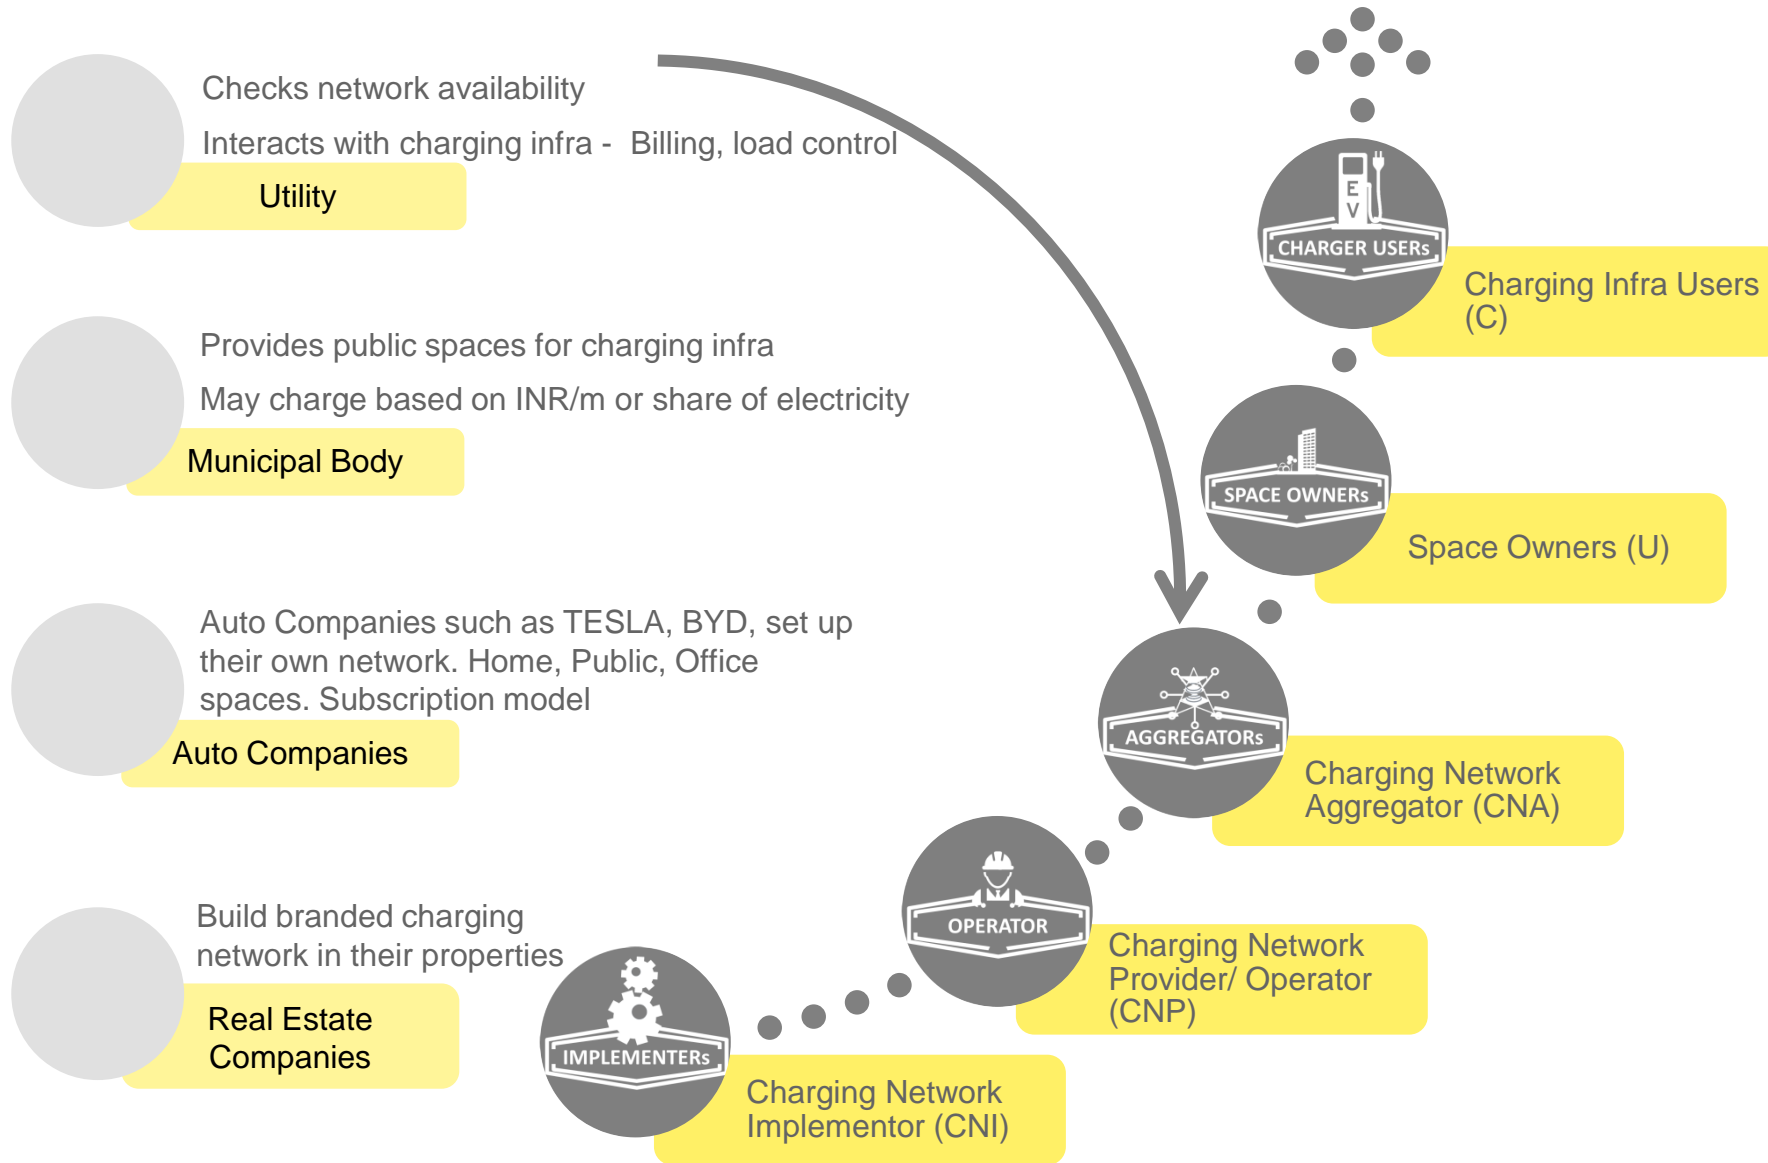 Checks network availability
Interacts with charging infra -  Billing, load control
Utility
Provides public spaces for charging infra
May charge based on INR/m or share of electricity
Municipal Body
Auto Companies such as TESLA, BYD, set up
their own network. Home, Public, Office
spaces. Subscription model
Auto Companies
Build branded charging
network in their properties
Real Estate
Companies
E
V
CHARGER USERs
Charging Infra Users
(C)
SPACE OWNERs
Space Owners (U)
AGGREGATORs
Charging Network
Aggregator (CNA)
OPERATOR
Charging Network
Provider/ Operator
(CNP)
IMPLEMENTERs
Charging Network
Implementor (CNI)